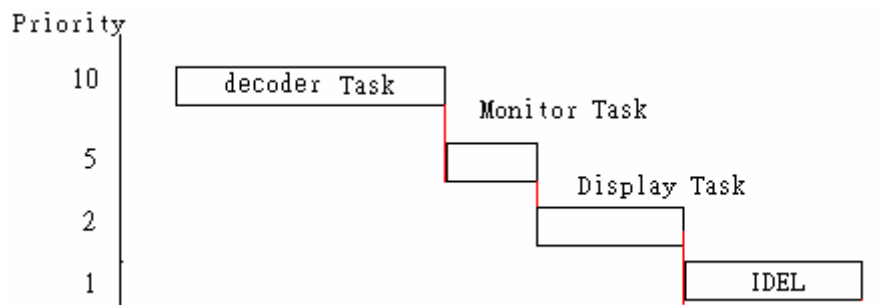 Priority
10
decoder Task
Monitor Task
5
Display Task
2
1
IDEL